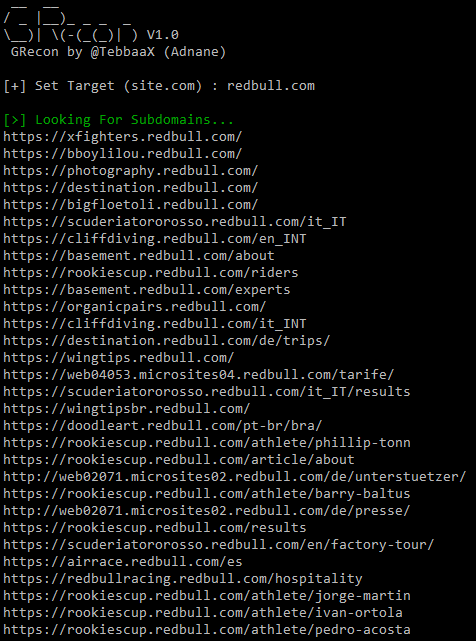 / _ |__)_ _ _  _
\__)| \(-(_(_)| ) V1.0
GRecon by @TebbaaX (Adnane)
[+] Set Target (site.com) : redbull.com
[>] Looking For Subdomains...
https://xfighters.redbull.com/
https://bboylilou.redbull.com/
https://photography.redbull.com/
https://destination.redbull.com/
https://bigfloetoli.redbull.com/
https://scuderiatororosso.redbull.com/it_IT
https://cliffdiving.redbull.com/en_INT
https://basement.redbull.com/about
https://rookiescup.redbull.com/riders
https://basement.redbull.com/experts
https://organicpairs.redbull.com/
https://cliffdiving.redbull.com/it_INT
https://destination.redbull.com/de/trips/
https://wingtips.redbull.com/
https://web04053.microsites04.redbull.com/tarife/
https://scuderiatororosso.redbull.com/it_IT/results
https://wingtipsbr.redbull.com/
https://doodleart.redbull.com/pt-br/bra/
https://rookiescup.redbull.com/athlete/phillip-tonn
https://rookiescup.redbull.com/article/about
http://web02071.microsites02.redbull.com/de/unterstuetzer/
https://rookiescup.redbull.com/athlete/barry-baltus
http://web02071.microsites02.redbull.com/de/presse/
https://rookiescup.redbull.com/results
https://scuderiatororosso.redbull.com/en/factory-tour/
https://airrace.redbull.com/es
https://redbullracing.redbull.com/hospitality
https://rookiescup.redbull.com/athlete/jorge-martin
https://rookiescup.redbull.com/athlete/ivan-ortola
https://rookiescup.redbull.com/athlete/pedro-acosta